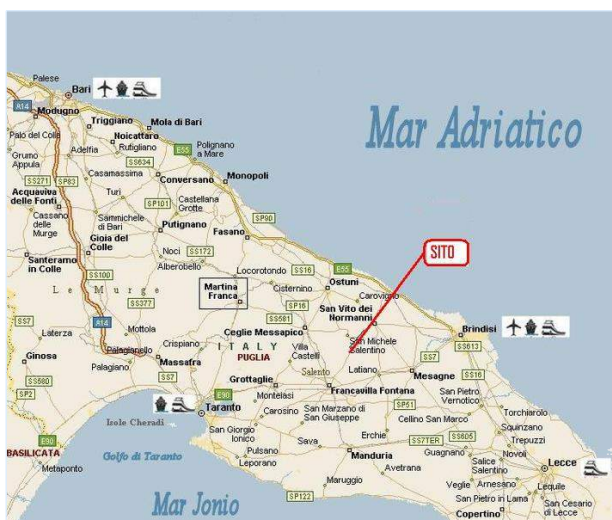 Palese
Bari
A14
Modugno
Triggiano
Mola di Bari
Palo del Colle
Noicattaro
E55
Grumo
Appula
Adelfia
Rutigliano
Polignano
a Mare
Mar Adriatico
SS634
Casamassima
SS271
SP83
Conversano
Monopoli
Acquaviva
delle Fonti
Turi
Castellana
Grotte
SP101
Cassano
delle
Murge
Sammichele
di Bari
Putignano
SP90
Fasano
Gioia del
Colle
Noci
SS172
SITO
Santeramo
in Colle
Alberobello
Locorotondo
SS16
E55
SS100
Le Murge
Martina
Franca
Cisternino
Ostuni
Carovigno
SS377
SP16
San Vito dei
Normanni
SS7
A14
Mottola
SS581
Brindisi
Laterza
Crispiano
Ceglie Messapico
ITALY
PUGLIA
Villa
Castelli
San Michele
Salentino
SS613
Ginosa
Palagianello
Massafra
SS7
Palagiano
SS7
Latiano
Mesagne
SS16
SS580
SP2
Grottaglie
Salento
E90
Francavilla Fontana
San Pietro
Vernotico
Taranto
Montelasi
Carosino
San Marzano di
San Giuseppe
SP51
Cellino San Marco
Torchiarolo
Isole Cheradi
San Giorgio
Ionico
Squinzano
E90
BASILICATA
Golfo di Taranto
Sava
Erchie
SS7TER
SS605
Trepuzzi
Pulsano
Manduria
Guagnano
Salice
Salentino
Novoli
Metaponto
Leporano
Avetrana
Lecce
Maruggio
Veglie
Arnesano
Lequile
Mar Jonio
SP122
San Pietro in Lama
San Cesario
di Lecce
Copertino